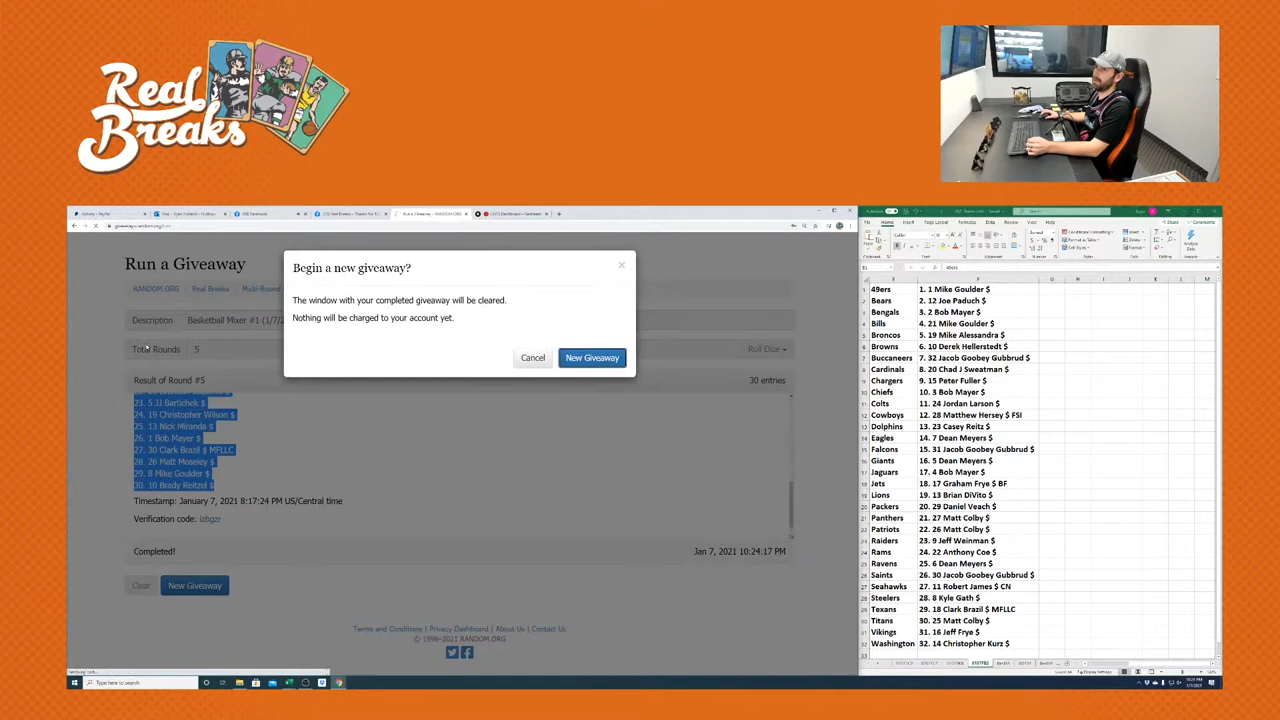 Real
Breaks
Run a Giveaway
RANDOM.ORG
Real Breaks
Multi-Round
Description
Basketball Mixer #1 (1/7/2
Total Rounds
5
Roll Dice
Result of Round #5
30 entries
23. 5 JJ Bartichek $
24. 19 Christopher Wilson $
25. 13 Nick Miranda $
26. 1 Bob Mayer $
27. 30 Clark Brazil $ MFLLC
28. 26 Matt Moseley $
29. 8 Mike Goulder $
30. 10 Brady Reitzel $
Timestamp: January 7, 2021 8:17:24 PM US/Central time
Verification code:
Completed!
Jan 7, 2021 10:24:17 PM
Clear
New Giveaway
Terms and Conditions | Privacy Dashboard | About Us | Contact Us
© 1998–2021 RANDOM.ORG
Begin a new giveaway?
×
The window with your completed giveaway will be cleared.
Nothing will be charged to your account yet.
Cancel
New Giveaway
Type here to search
49ers 1. 1 Mike Goulder $
Bears 2. 12 Joe Paduch $
Bengals 3. 2 Bob Mayer $
Bills 4. 21 Mike Goulder $
Broncos 5. 19 Mike Alessandra $
Browns 6. 10 Derek Hellerstedt $
Buccaneers 7. 32 Jacob Goobey Gubbrud $
Cardinals 8. 20 Chad J Sweatman $
Chargers 9. 15 Peter Fuller $
Chiefs 10. 3 Bob Mayer $
Colts 11. 24 Jordan Larson $
Cowboys 12. 28 Matthew Hersey $ FSI
Dolphins 13. 23 Casey Reitz $
Eagles 14. 7 Dean Meyers $
Falcons 15. 31 Jacob Goobey Gubbrud $
Giants 16. 5 Dean Meyers $
Jaguars 17. 4 Bob Mayer $
Jets 18. 17 Graham Frye $ BF
Lions 19. 13 Brian DiVito $
Packers 20. 29 Daniel Veach $
Panthers 21. 27 Matt Colby $
Patriots 22. 26 Matt Colby $
Raiders 23. 9 Jeff Weinman $
Rams 24. 22 Anthony Coe $
Ravens 25. 6 Dean Meyers $
Saints 26. 30 Jacob Goobey Gubbrud $
Seahawks 27. 11 Robert James $ CN
Steelers 28. 8 Kyle Gath $
Texans 29. 18 Clark Brazil $ MFLLC
Titans 30. 25 Matt Colby $
Vikings 31. 16 Jeff Frye $
Washington 32. 14 Christopher Kurz $